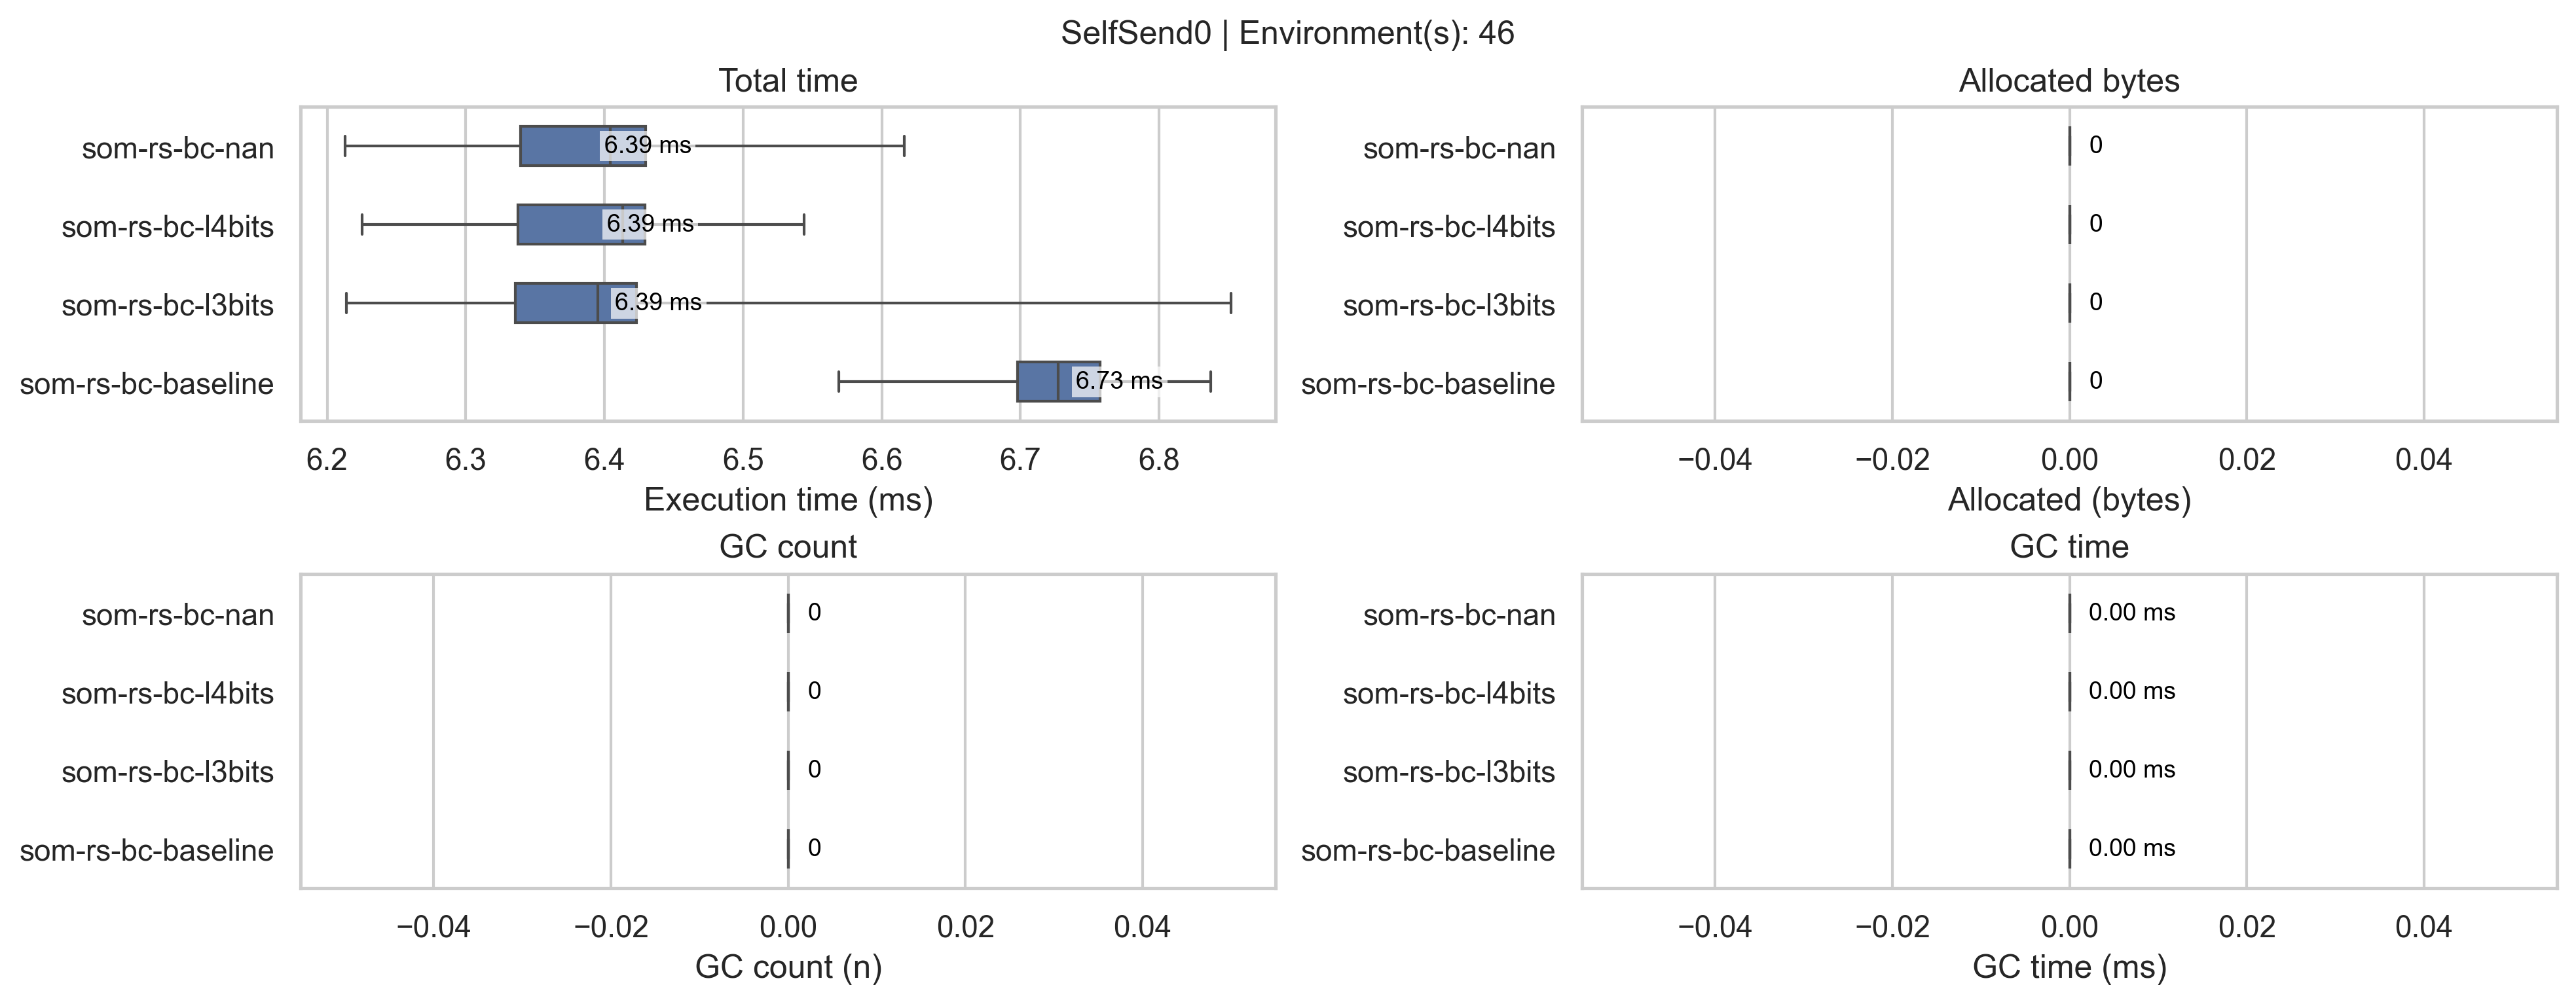 SelfSend0 | Environment(s): 46
Total time
som-rs-bc-nan
6.39 ms
som-rs-bc-l4bits
6.39 ms
som-rs-bc-l3bits
6.39 ms
som-rs-bc-baseline
6.73 ms
6.2 6.3 6.4 6.5 6.6 6.7 6.8
Execution time (ms)
Allocated bytes
som-rs-bc-nan
0
som-rs-bc-l4bits
0
som-rs-bc-l3bits
0
som-rs-bc-baseline
0
−0.04 −0.02 0.00 0.02 0.04
Allocated (bytes)
GC count
som-rs-bc-nan
0
som-rs-bc-l4bits
0
som-rs-bc-l3bits
0
som-rs-bc-baseline
0
−0.04 −0.02 0.00 0.02 0.04
GC count (n)
GC time
som-rs-bc-nan
0.00 ms
som-rs-bc-l4bits
0.00 ms
som-rs-bc-l3bits
0.00 ms
som-rs-bc-baseline
0.00 ms
−0.04 −0.02 0.00 0.02 0.04
GC time (ms)